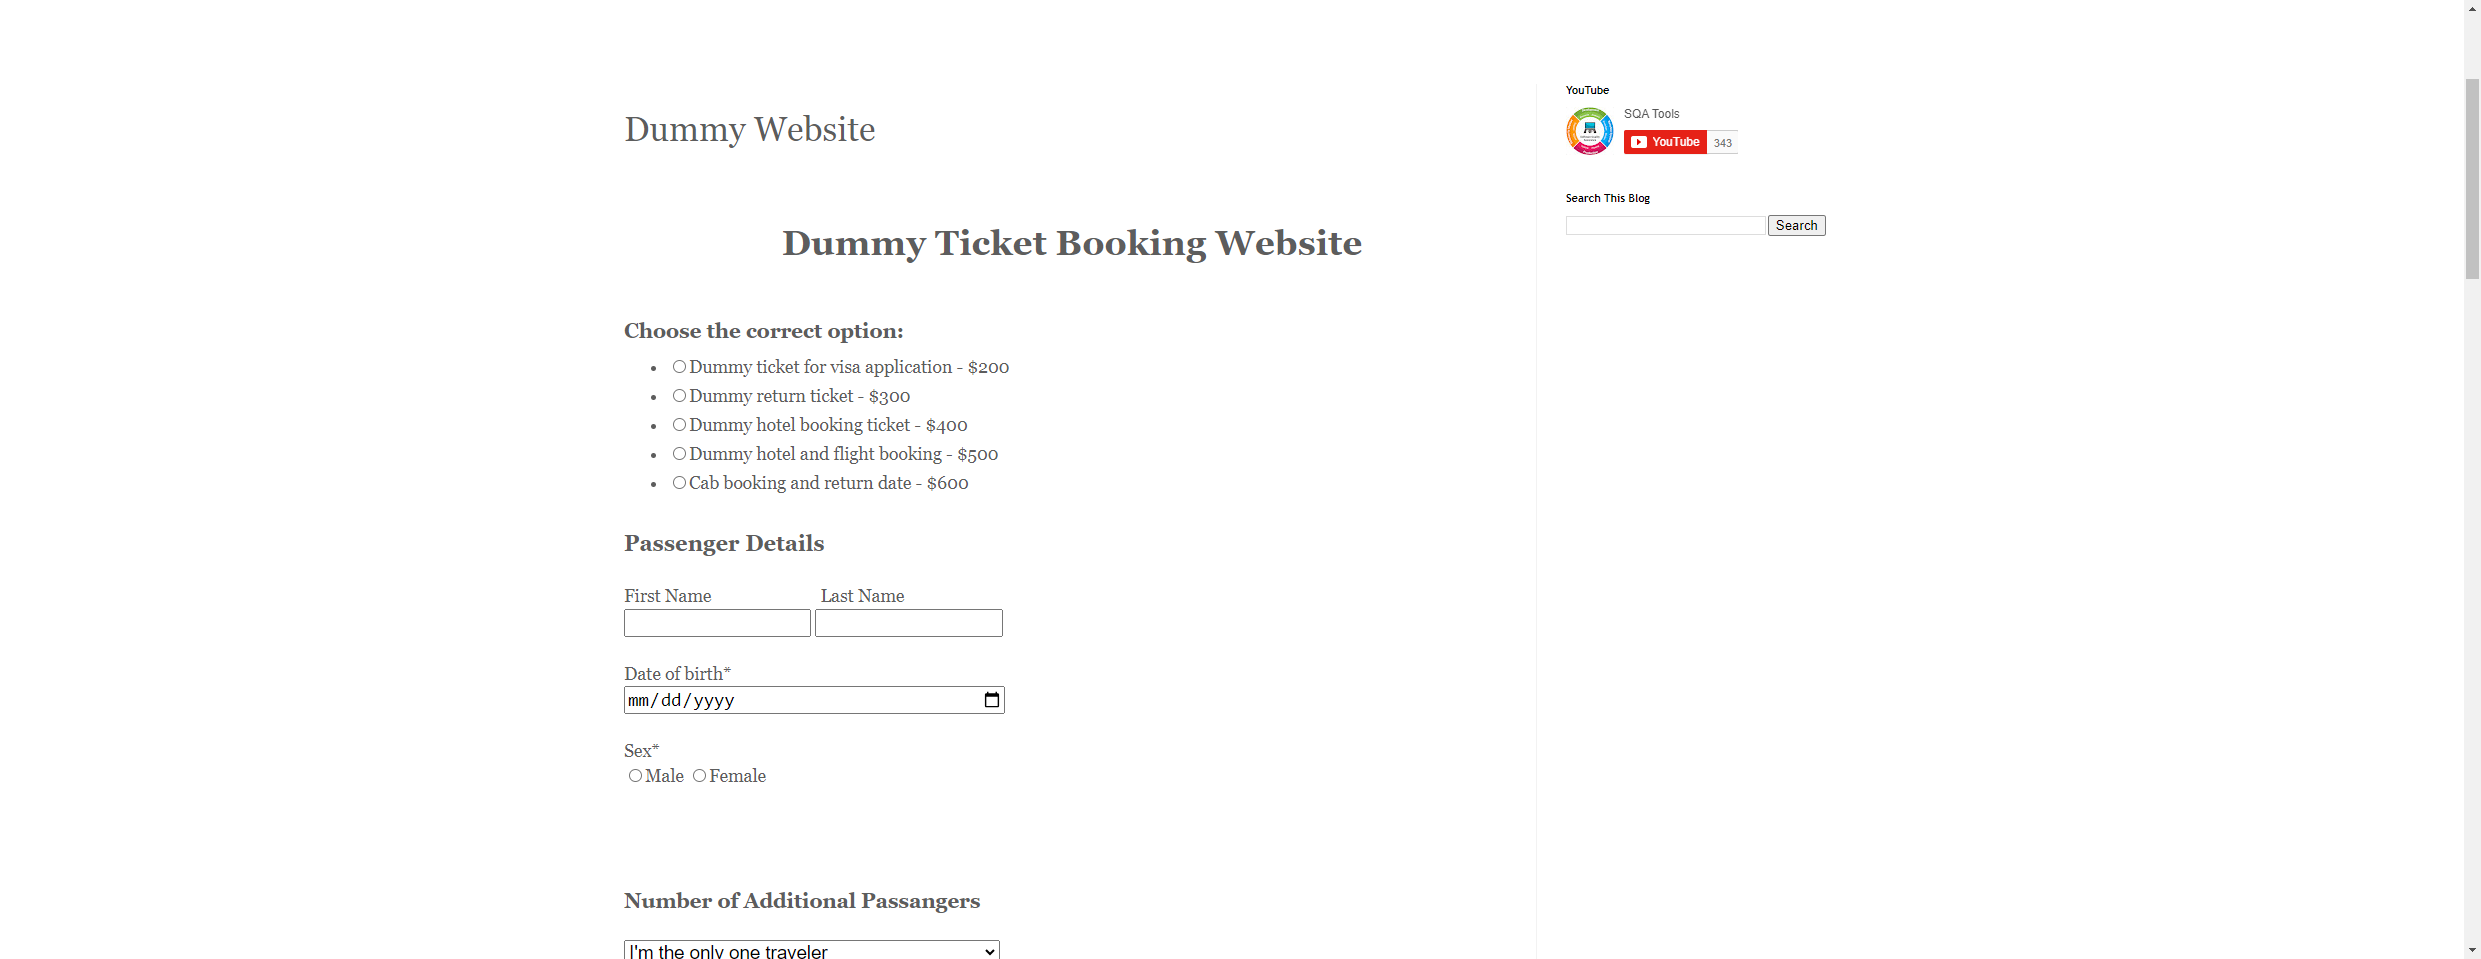 Dummy Website
Dummy Ticket Booking Website
Choose the correct option:
Dummy ticket for visa application - $200
Dummy return ticket - $300
Dummy hotel booking ticket - $400
Dummy hotel and flight booking - $500
Cab booking and return date - $600
Passenger Details
First Name Last Name
Date of birth*
mm/dd/yyyy
Sex*
Male Female
Number of Additional Passangers
I'm the only one traveler
YouTube
SQA Tools
YouTube 343
Search This Blog
Search